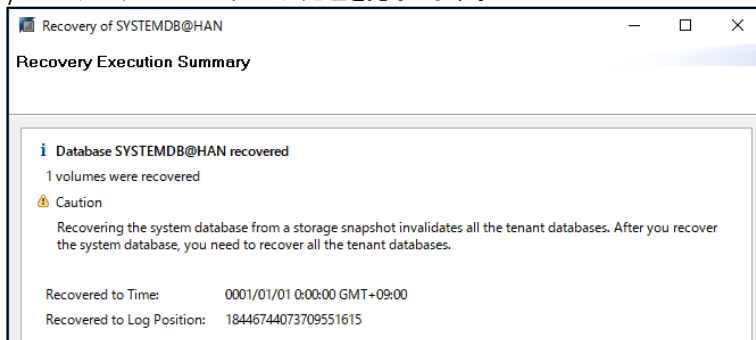 Recovery of SYSTEMDB@HAN
Recovery Execution Summary
i Database SYSTEMDB@HAN recovered
1 volumes were recovered
Caution
Recovering the system database from a storage snapshot invalidates all the tenant databases. After you recover
the system database, you need to recover all the tenant databases.
Recovered to Time: 0001/01/01 0:00:00 GMT+09:00
Recovered to Log Position: 18446744073709551615